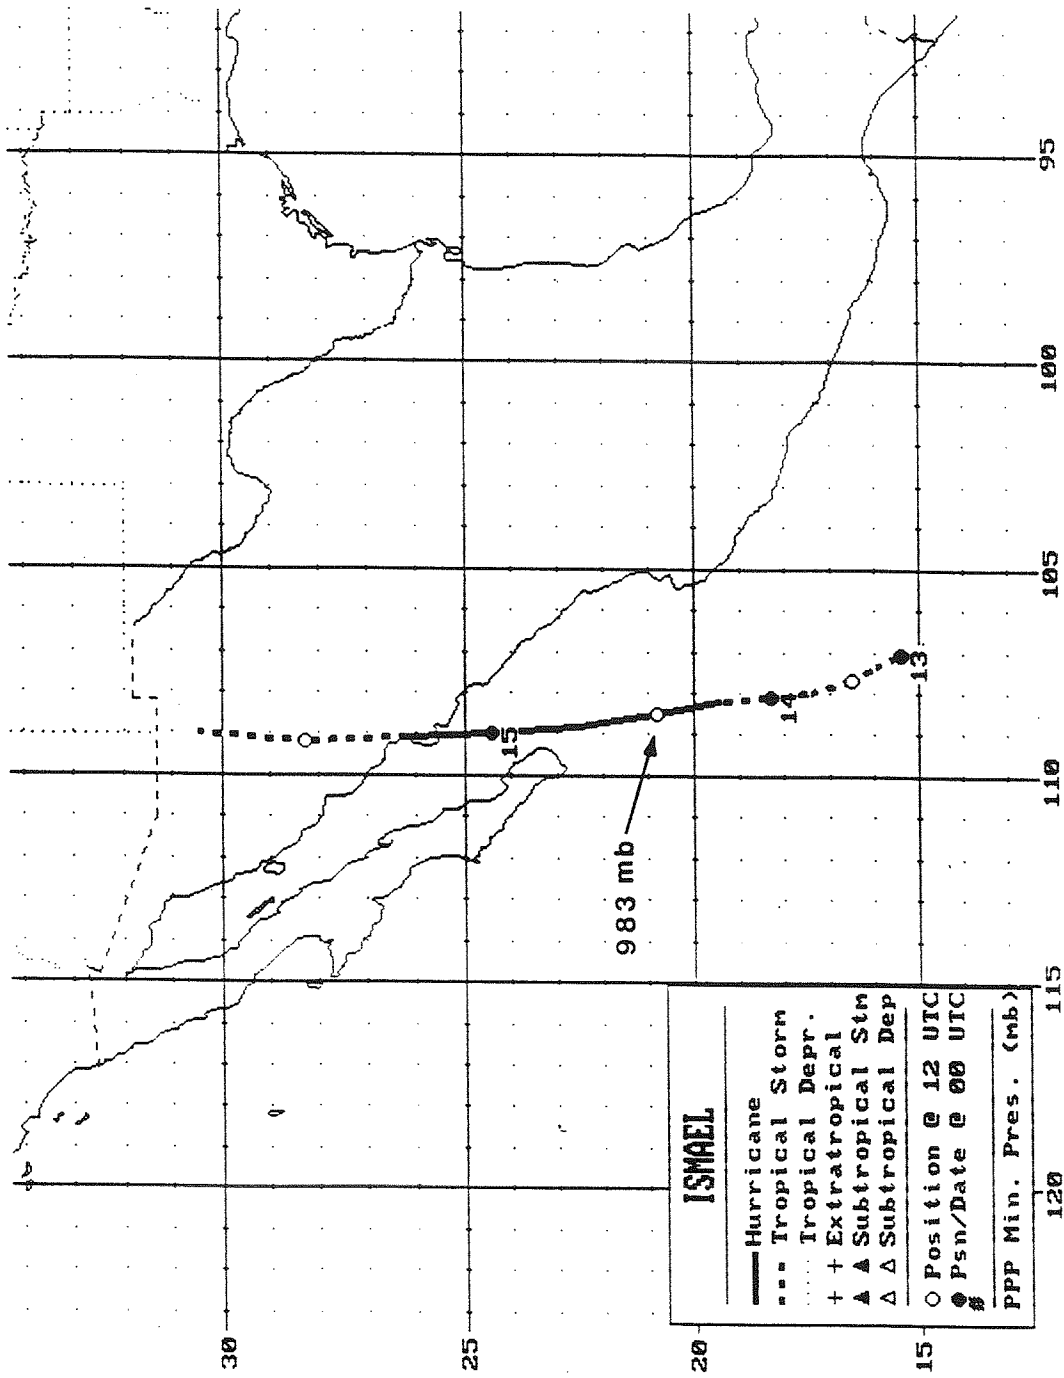 30
25
20
15
95
100
105
110
115
120
13
14
15
983 mb
ISMAEL
Hurricane
Tropical Storm
Tropical Depr.
+ + Extratropical
▲ ▲ Subtropical Stm
△ △ Subtropical Dep
○ Position @ 12 UTC
● Psn/Date @ 00 UTC
#
PPP Min. Pres. (mb)